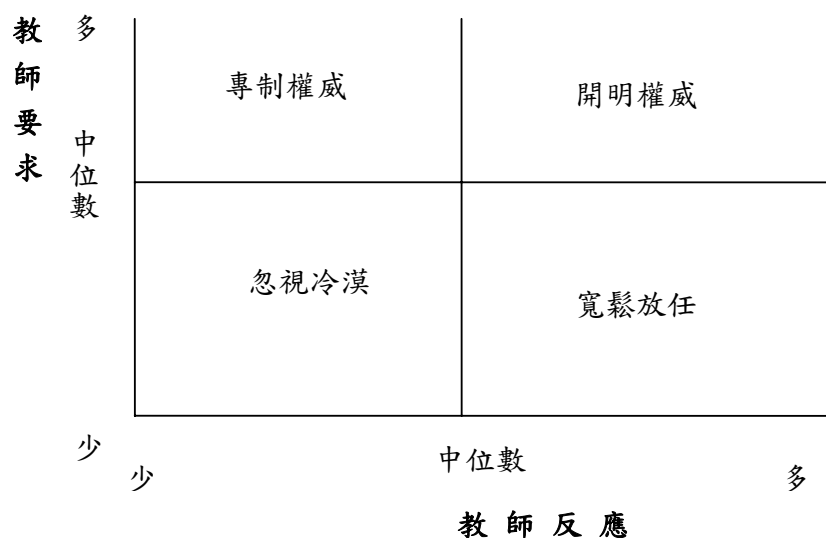 教師要求
多
專制權威
開明權威
中位數
忽視冷漠
寬鬆放任
少
少
中位數
多
教師反應